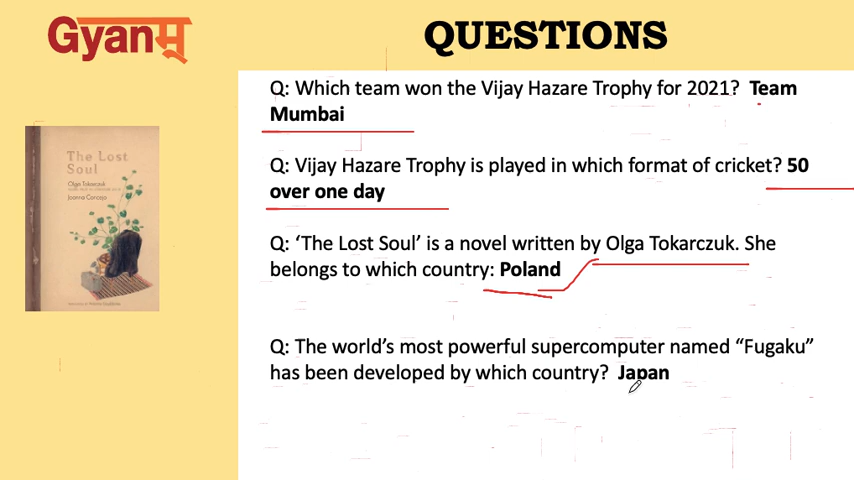 Gyanम्
QUESTIONS
Q: Which team won the Vijay Hazare Trophy for 2021? Team
Mumbai
Q: Vijay Hazare Trophy is played in which format of cricket? 50
over one day
Q: ‘The Lost Soul’ is a novel written by Olga Tokarczuk. She
belongs to which country: Poland
Q: The world’s most powerful supercomputer named “Fugaku”
has been developed by which country? Japan
The Lost
Soul
Olga Tokarczuk
Joanna Concejo